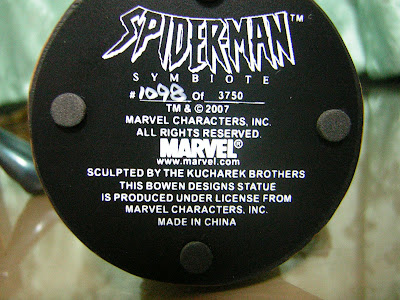 SPIDER-MAN™
SYMBIOTE
# 1098 Of 3750
TM & © 2007
MARVEL CHARACTERS, INC.
ALL RIGHTS RESERVED.
MARVEL®
www.marvel.com
SCULPTED BY THE KUCHAREK BROTHERS
THIS BOWEN DESIGNS STATUE
IS PRODUCED UNDER LICENSE FROM
MARVEL CHARACTERS, INC.
MADE IN CHINA